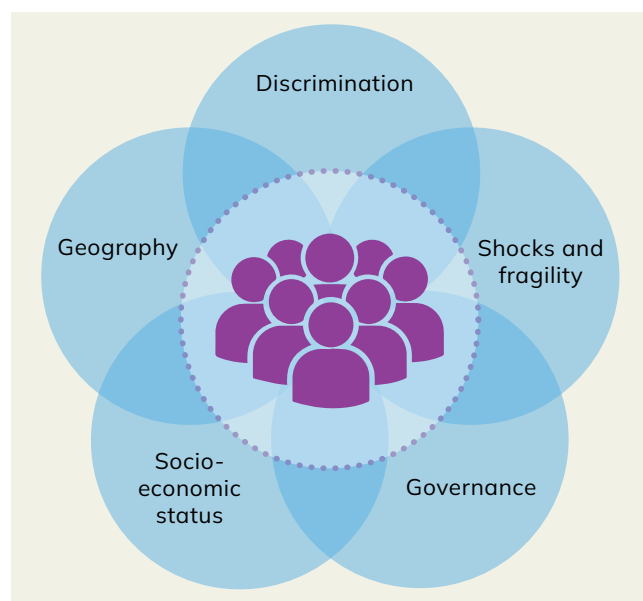 Discrimination
Geography
Shocks and
fragility
Socio-
economic
status
Governance